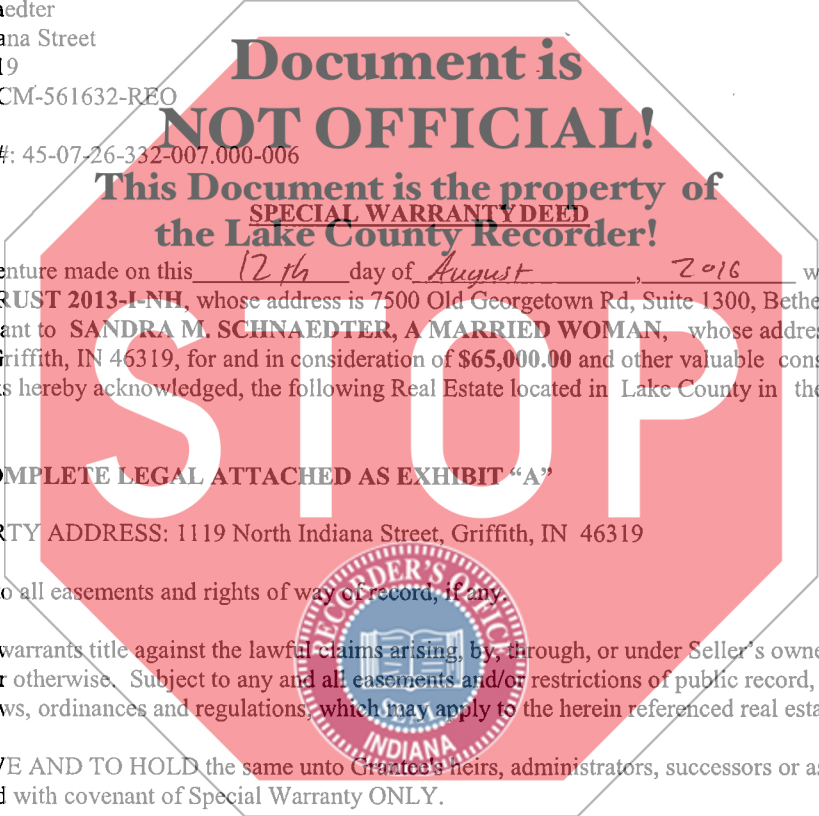 aedter
Document is
ana Street
19
CM-561632-REO
NOT OFFICIAL!
#: 45-07-26-332-007.000-006
This Document is the property of
SPECIAL WARRANTY DEED
the Lake County Recorder!
enture made on this 12th day of August, 2016 w
RUST 2013-I-NH, whose address is 7500 Old Georgetown Rd, Suite 1300, Bethe
ant to SANDRA M. SCHNAEDTER, A MARRIED WOMAN, whose addres
riffith, IN 46319, for and in consideration of $65,000.00 and other valuable cons
s hereby acknowledged, the following Real Estate located in Lake County in the
STOP
OMPLETE LEGAL ATTACHED AS EXHIBIT “A”
RTY ADDRESS: 1119 North Indiana Street, Griffith, IN 46319
o all easements and rights of way of record, if any.
RECORDER'S OFFICE
warrants title against the lawful claims arising, by, through, or under Seller’s owne
r otherwise. Subject to any and all easements and/or restrictions of public record,
SEAL
ws, ordinances and regulations, which may apply to the herein referenced real esta
INDIANA
VE AND TO HOLD the same unto Grantee's heirs, administrators, successors or as
d with covenant of Special Warranty ONLY.